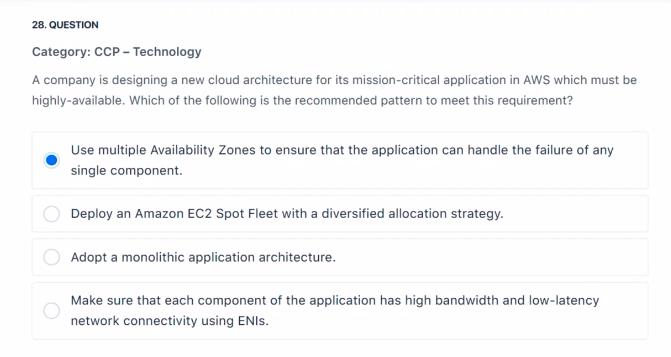 28. QUESTION
Category: CCP – Technology
A company is designing a new cloud architecture for its mission-critical application in AWS which must be
highly-available. Which of the following is the recommended pattern to meet this requirement?
Use multiple Availability Zones to ensure that the application can handle the failure of any
single component.
Deploy an Amazon EC2 Spot Fleet with a diversified allocation strategy.
Adopt a monolithic application architecture.
Make sure that each component of the application has high bandwidth and low-latency
network connectivity using ENIs.